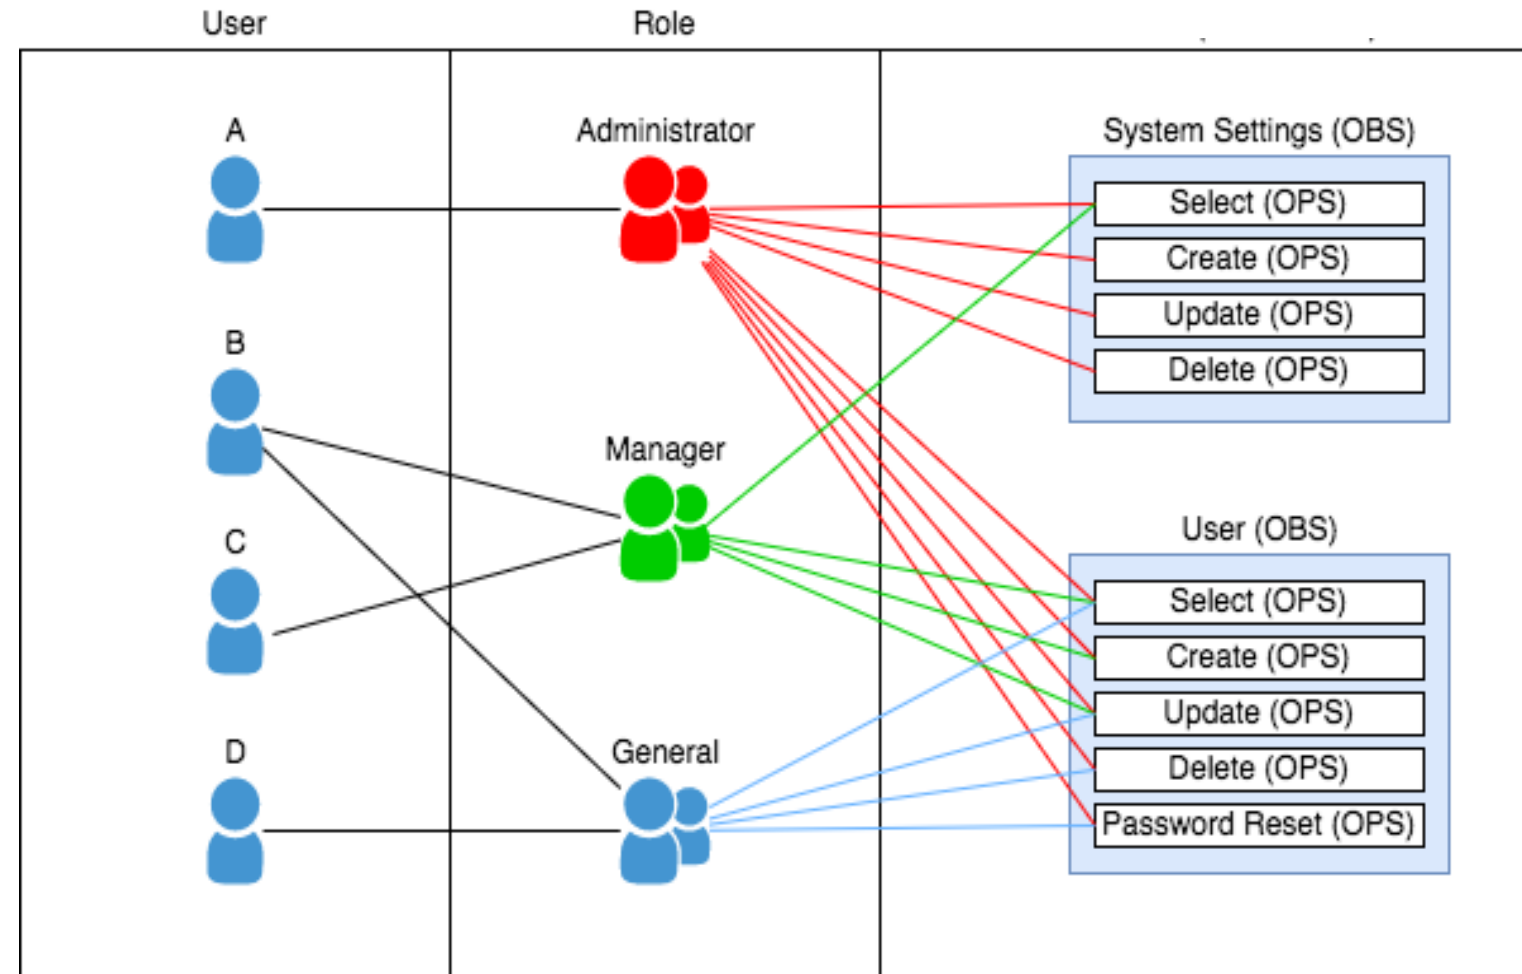 User
Role
A
Administrator
System Settings (OBS)
Select (OPS)
Create (OPS)
Update (OPS)
Delete (OPS)
B
Manager
C
User (OBS)
Select (OPS)
Create (OPS)
Update (OPS)
Delete (OPS)
Password Reset (OPS)
D
General